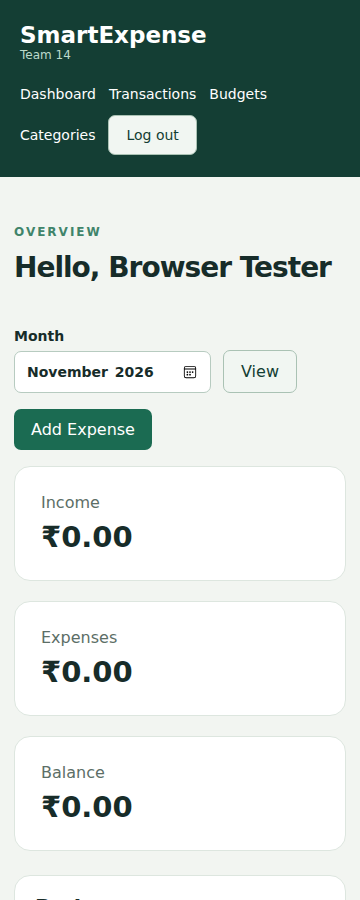 SmartExpense
Team 14
Dashboard Transactions Budgets
Categories Log out
OVERVIEW
Hello, Browser Tester
Month
November 2026 View
Add Expense
Income
₹0.00
Expenses
₹0.00
Balance
₹0.00